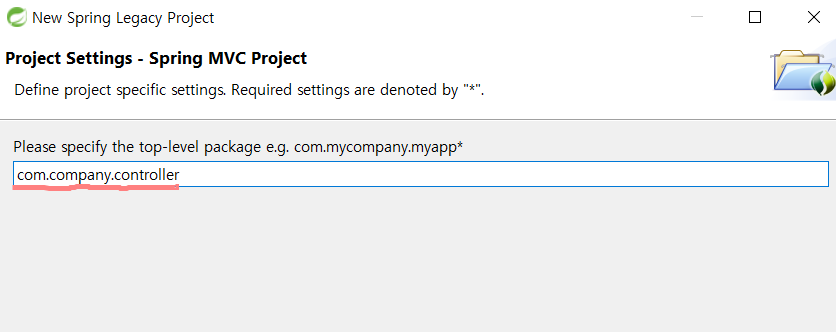 New Spring Legacy Project
Project Settings - Spring MVC Project
Define project specific settings. Required settings are denoted by "*".
Please specify the top-level package e.g. com.mycompany.myapp*
com.company.controller